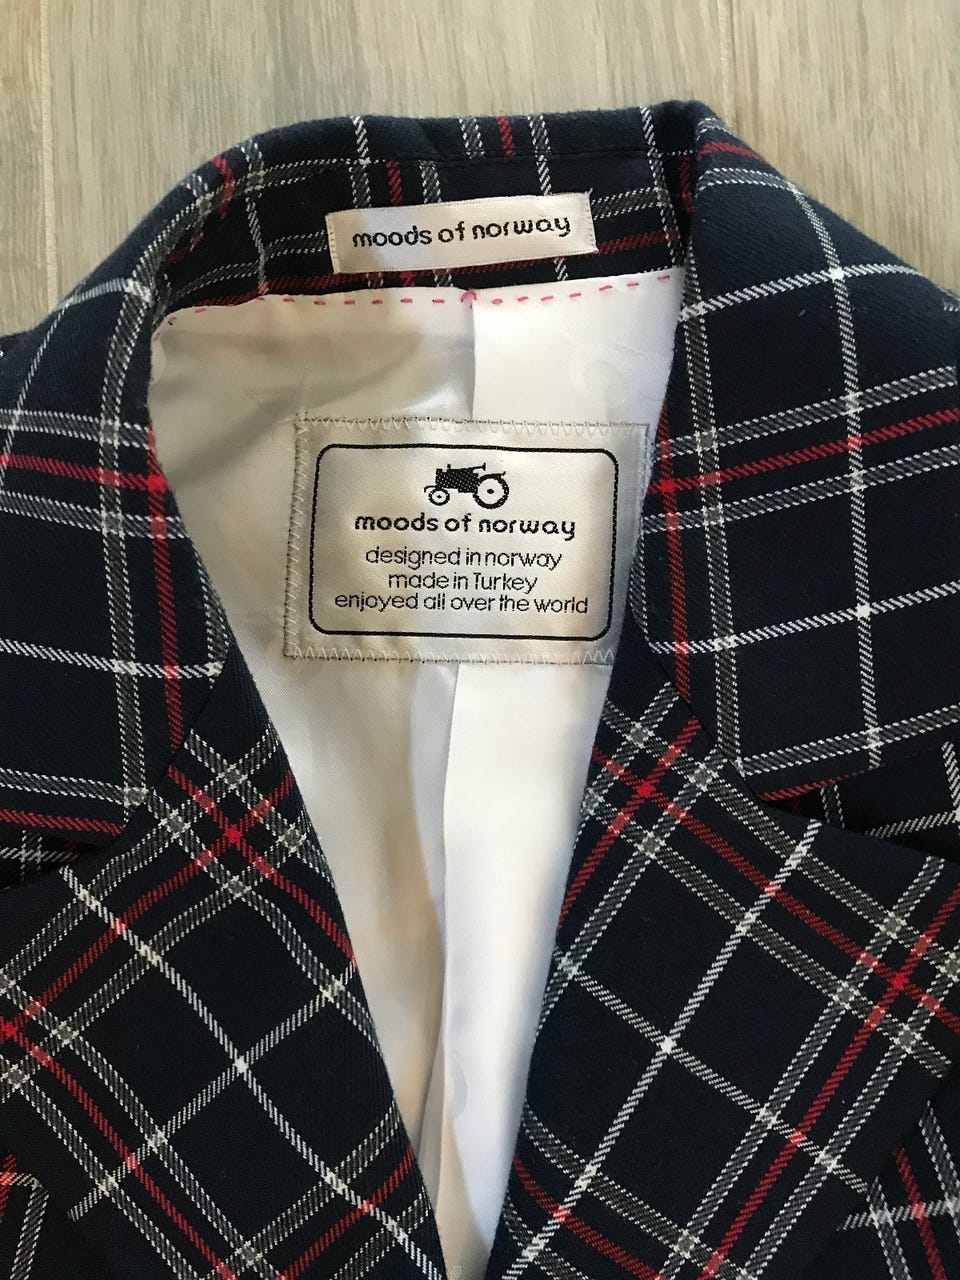 moods of norway
moods of norway
designed in norway
made in Turkey
enjoyed all over the world